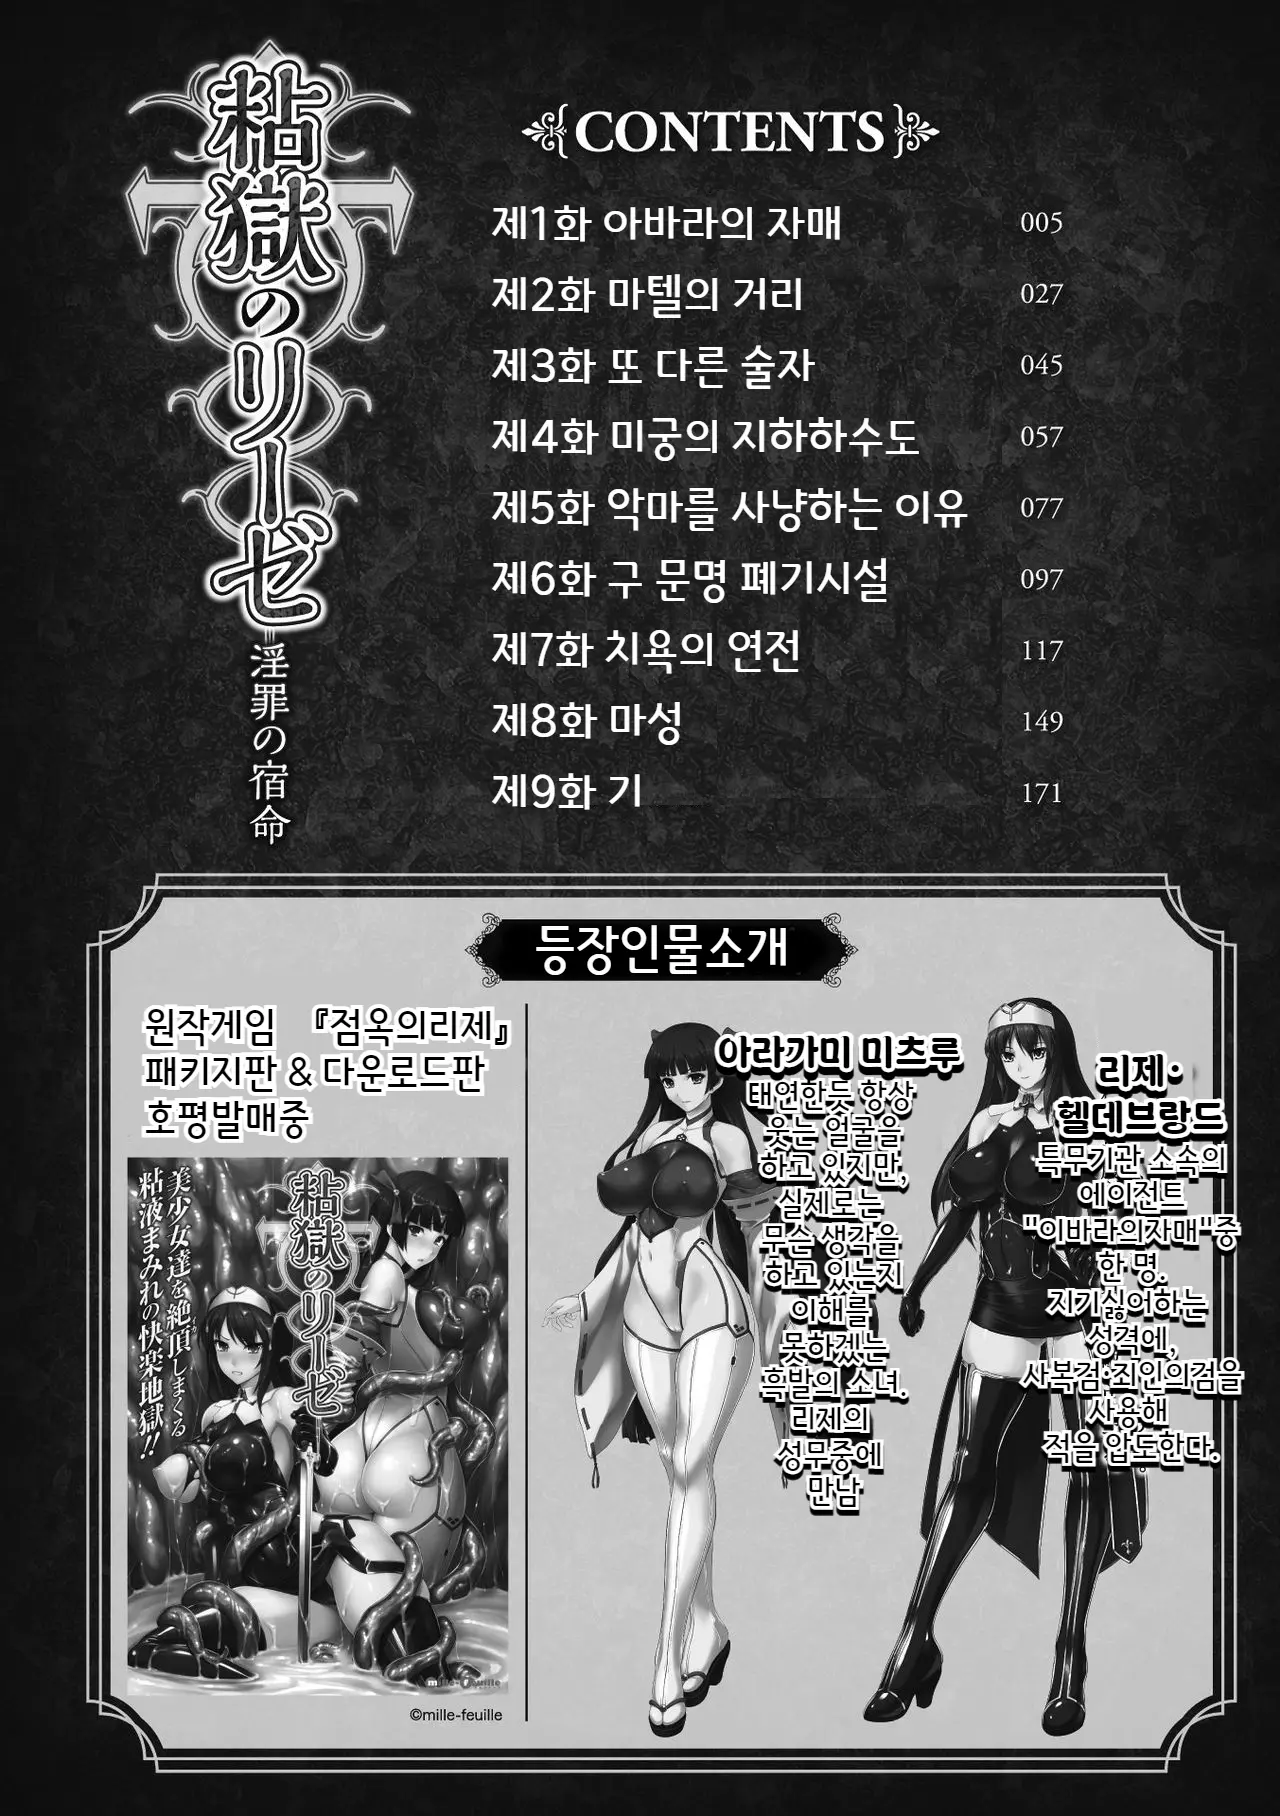 粘獄のリーゼ
淫罪の宿命
CONTENTS
제1화 아바라의 자매 005
제2화 마텔의 거리 027
제3화 또 다른 술자 045
제4화 미궁의 지하하수도 057
제5화 악마를 사냥하는 이유 077
제6화 구 문명 폐기시설 097
제7화 치욕의 연전 117
제8화 마성 149
제9화 기 171
등장인물소개
원작게임 『점옥의리제』
패키지판 & 다운로드판
호평발매중
美少女達を絶頂しまくる
粘液まみれの快楽地獄!!
粘獄のリーゼ
mille-feuille
©mille-feuille
아라가미 미츠루
태연한듯 항상
웃는 얼굴을
하고 있지만,
실제로는
무슨 생각을
하고 있는지
이해를
못하겠는
흑발의 소녀.
리제의
성무중에
만남
리제·
헬데브랑드
특무기관 소속의
에이전트
"이바라의자매"중
한 명.
지기싫어하는
성격에,
사복검·죄인의검을
사용해
적을 압도한다.